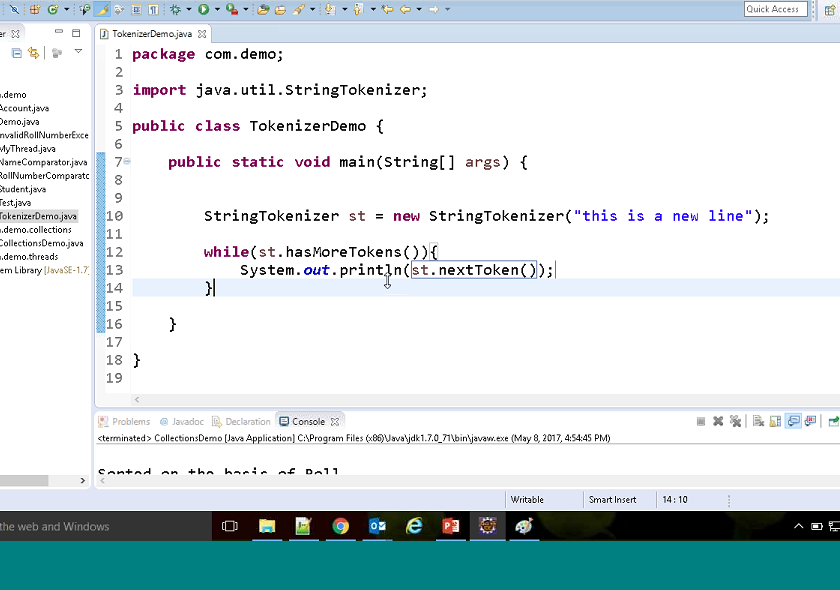 Quick Access
er
TokenizerDemo.java
.demo
Account.java
Demo.java
nvalidRollNumberExce
MyThread.java
NameComparator.java
RollNumberComparato
Student.java
Test.java
TokenizerDemo.java
.demo.collections
CollectionsDemo.java
.demo.threads
em Library [JavaSE-1.7]
1 package com.demo;
2
3 import java.util.StringTokenizer;
4
5 public class TokenizerDemo {
6
7 public static void main(String[] args) {
8
9
10 StringTokenizer st = new StringTokenizer("this is a new line");
11
12 while(st.hasMoreTokens()){
13 System.out.println(st.nextToken());
14 }
15
16 }
17
18 }
19
Problems @ Javadoc Declaration Console
<terminated> CollectionsDemo [Java Application] C:\Program Files (x86)\Java\jdk1.7.0_71\bin\javaw.exe (May 8, 2017, 4:54:45 PM)
Sorted on the basis of Roll
Writable Smart Insert 14 : 10
the web and Windows